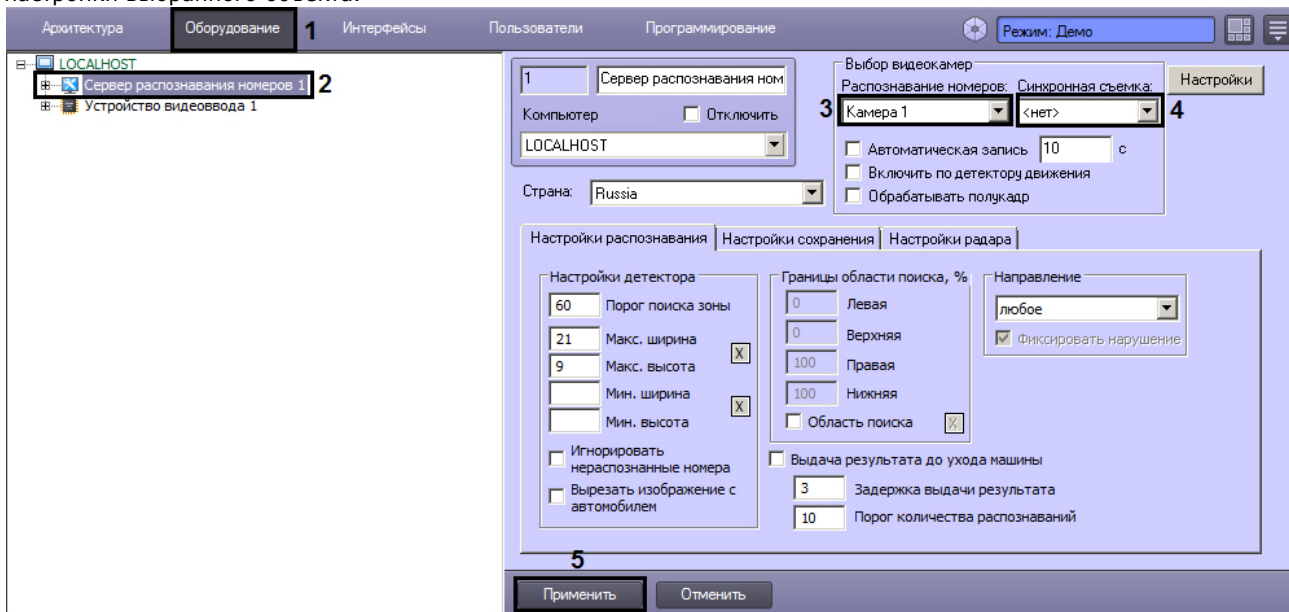 Архитектура Оборудование 1 Интерфейсы Пользователи Программирование Режим: Демо
LOCALHOST
Сервер распознавания номеров 1 2
Устройство видеоввода 1
1 Сервер распознавания ном
Компьютер Отключить
LOCALHOST
Страна: Russia
Выбор видеокамер
Распознавание номеров: Синхронная съемка:
3 Камера 1 <нет> 4
Настройки
Автоматическая запись 10 с
Включить по детектору движения
Обрабатывать полукадр
Настройки распознавания Настройки сохранения Настройки радара
Настройки детектора
60 Порог поиска зоны
21 Макс. ширина
9 Макс. высота
X
Мин. ширина
Мин. высота
X
Игнорировать
нераспознанные номера
Вырезать изображение с
автомобилем
Границы области поиска, %
0 Левая
0 Верхняя
100 Правая
100 Нижняя
Область поиска X
Направление
любое
Фиксировать нарушение
Выдача результата до ухода машины
3 Задержка выдачи результата
10 Порог количества распознаваний
5
Применить Отменить